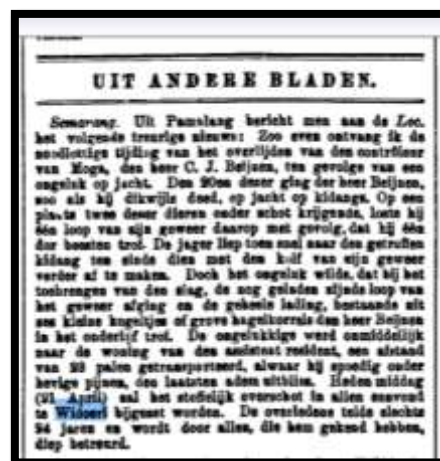 UIT ANDERE BLADEN.
Semarang. Uit Pamalang bericht men aan de Loc.
het volgende treurige nieuws: Zoo even ontvang ik de
noodlottige tijding van het overlijden van den controleur
van Moga, den heer C. J. Beijnen, ten gevolge van een
ongeluk op jacht. Den 20en dezer ging de heer Beijnen,
zoo als hij dikwijls deed, op jacht op kidangs. Op een
plaats twee dezer dieren onder schot krijgende, loste hij
één loop van zijn geweer daarop met gevolg, dat hij één
der beesten trof. De jager liep toen snel naar den getroffen
kidang ten einde dien met den kolf van zijn geweer
verder af te maken. Doch het ongeluk wilde, dat bij het
toebrengen van den slag, de nog geladen zijnde loop van
het geweer afging en de geheele lading, bestaande uit
zes kleine kogeltjes of grove hagelkorrels den heer Beijnen
in het onderlijf trof. De ongelukkige werd onmiddelijk
naar de woning van den assistent resident, een afstand
van 23 palen getransporteerd, alwaar hij spoedig onder
hevige pijnen, den laatsten adem uitblies. Heden middag
(21 April) zal het stoffelijk overschot in allen eenvoud
te Widoeri bijgezet worden. De overledene telde slechts
24 jaren en wordt door allen, die hem gekend hebben,
diep betreurd.